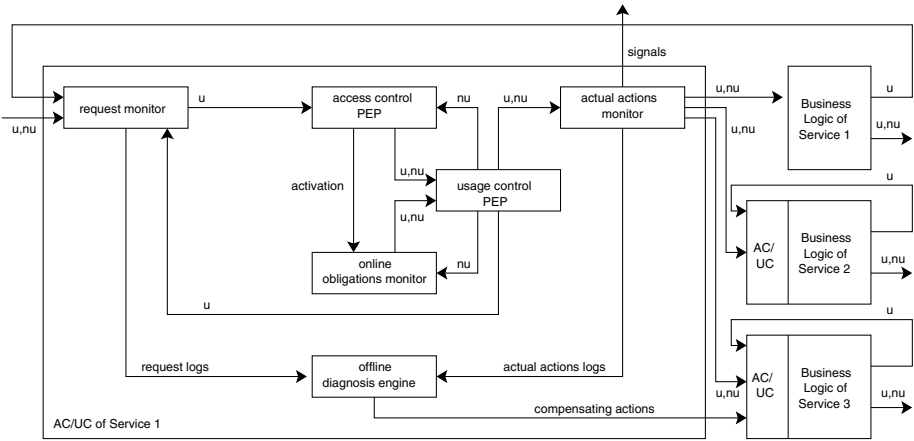 signals
request monitor
u
access control
PEP
nu
u,nu
actual actions
monitor
u,nu
Business
Logic of
Service 1
u
u,nu
u,nu
u,nu
u,nu
activation
usage control
PEP
u,nu
u
AC/
UC
Business
Logic of
Service 2
u,nu
online
obligations monitor
nu
u
u
request logs
offline
diagnosis engine
actual actions logs
u,nu
AC/
UC
Business
Logic of
Service 3
u,nu
compensating actions
AC/UC of Service 1